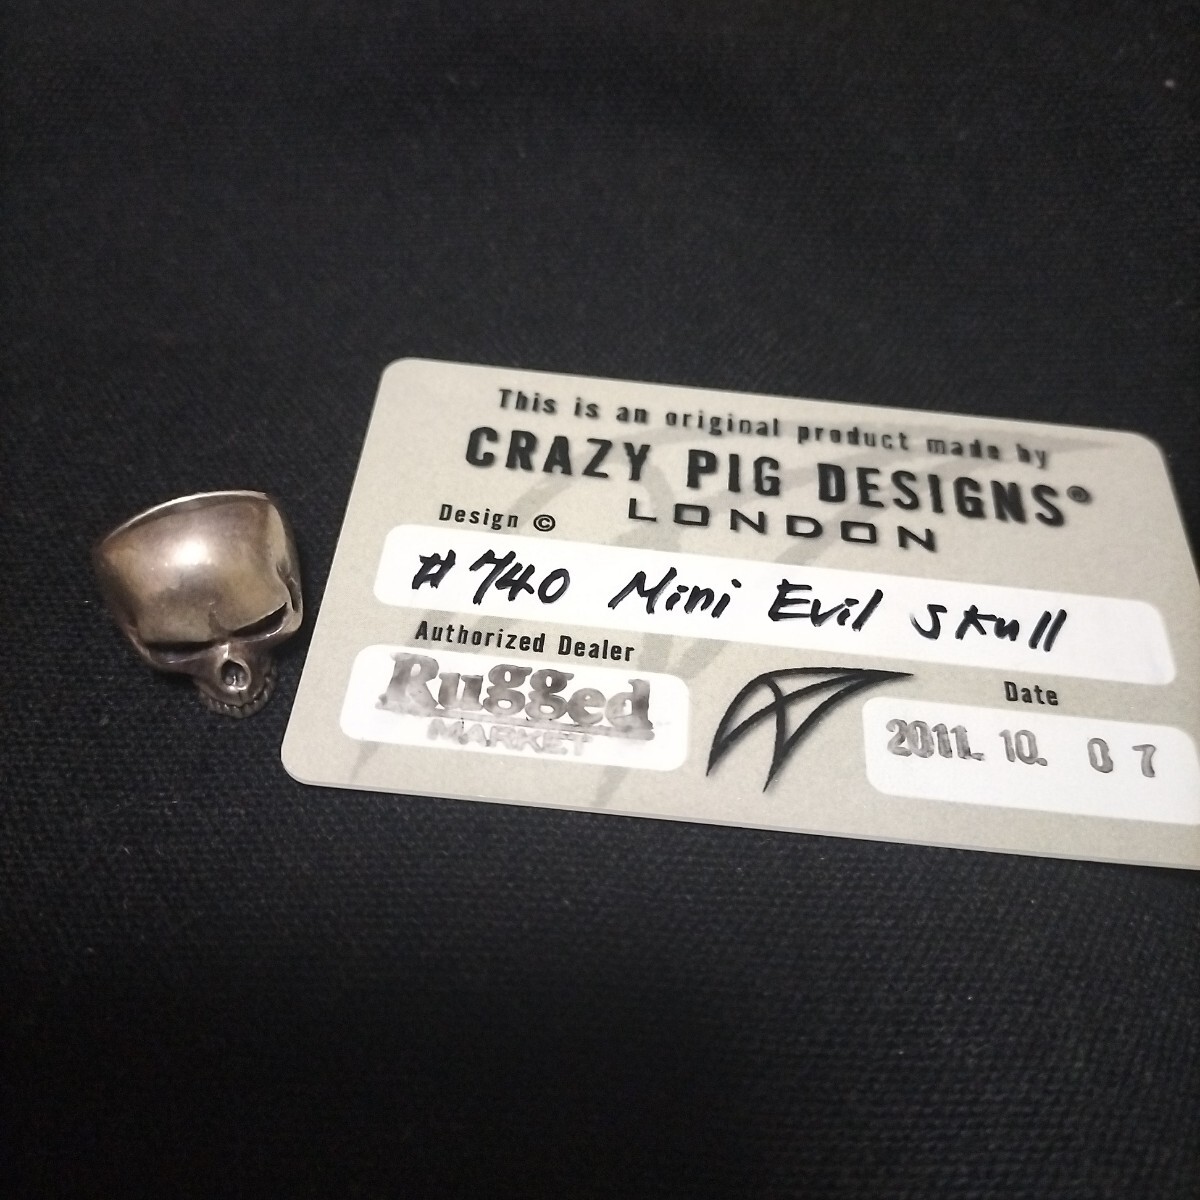 This is an original product made by
CRAZY PIG DESIGNS®
LONDON
Design ©
#740 Mini Evil Skull
Authorized Dealer
Rugged
MARKET
Date
2011. 10. 07